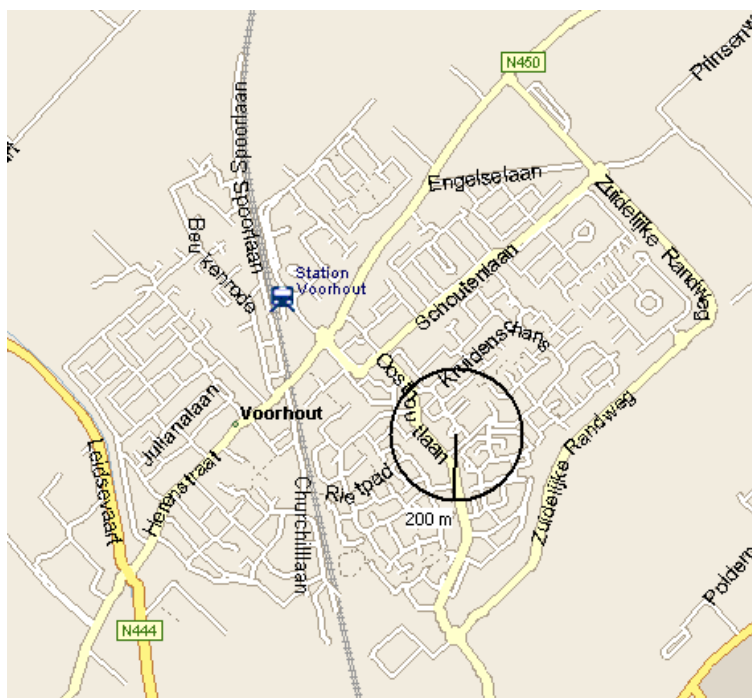 N450
Prinsenw
Engelselaan
Zuidelijke Randweg
Spoorlaan
Beukenrode
Station
Voorhout
Schoutenlaan
Kruidenschans
Oosthoutlaan
Voorhout
Julianalaan
Herenstraat
Leidsevaart
Rietpad
Churchilllaan
200 m
Zuidelijke Randweg
N444
Poldem